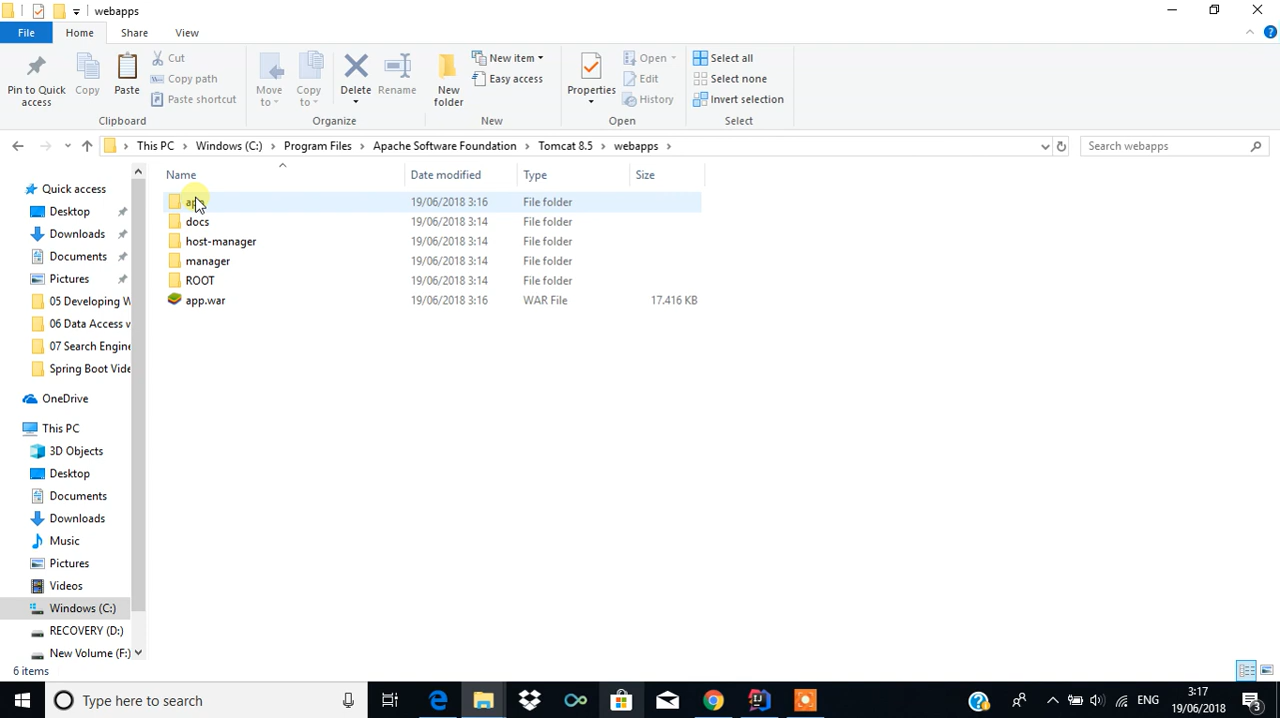 webapps
File Home Share View
Pin to Quick access
Copy
Paste
Cut
Copy path
Paste shortcut
Clipboard
Move to
Copy to
Delete
Rename
Organize
New folder
New item
Easy access
New
Properties
Open
Edit
History
Open
Select all
Select none
Invert selection
Select
This PC Windows (C:) Program Files Apache Software Foundation Tomcat 8.5 webapps
Search webapps
Quick access
Desktop
Downloads
Documents
Pictures
05 Developing W
06 Data Access w
07 Search Engine
Spring Boot Vide
OneDrive
This PC
3D Objects
Desktop
Documents
Downloads
Music
Pictures
Videos
Windows (C:)
RECOVERY (D:)
New Volume (F:)
Name Date modified Type Size
app 19/06/2018 3:16 File folder
docs 19/06/2018 3:14 File folder
host-manager 19/06/2018 3:14 File folder
manager 19/06/2018 3:14 File folder
ROOT 19/06/2018 3:14 File folder
app.war 19/06/2018 3:16 WAR File 17.416 KB
6 items
Type here to search
ENG
3:17
19/06/2018
3